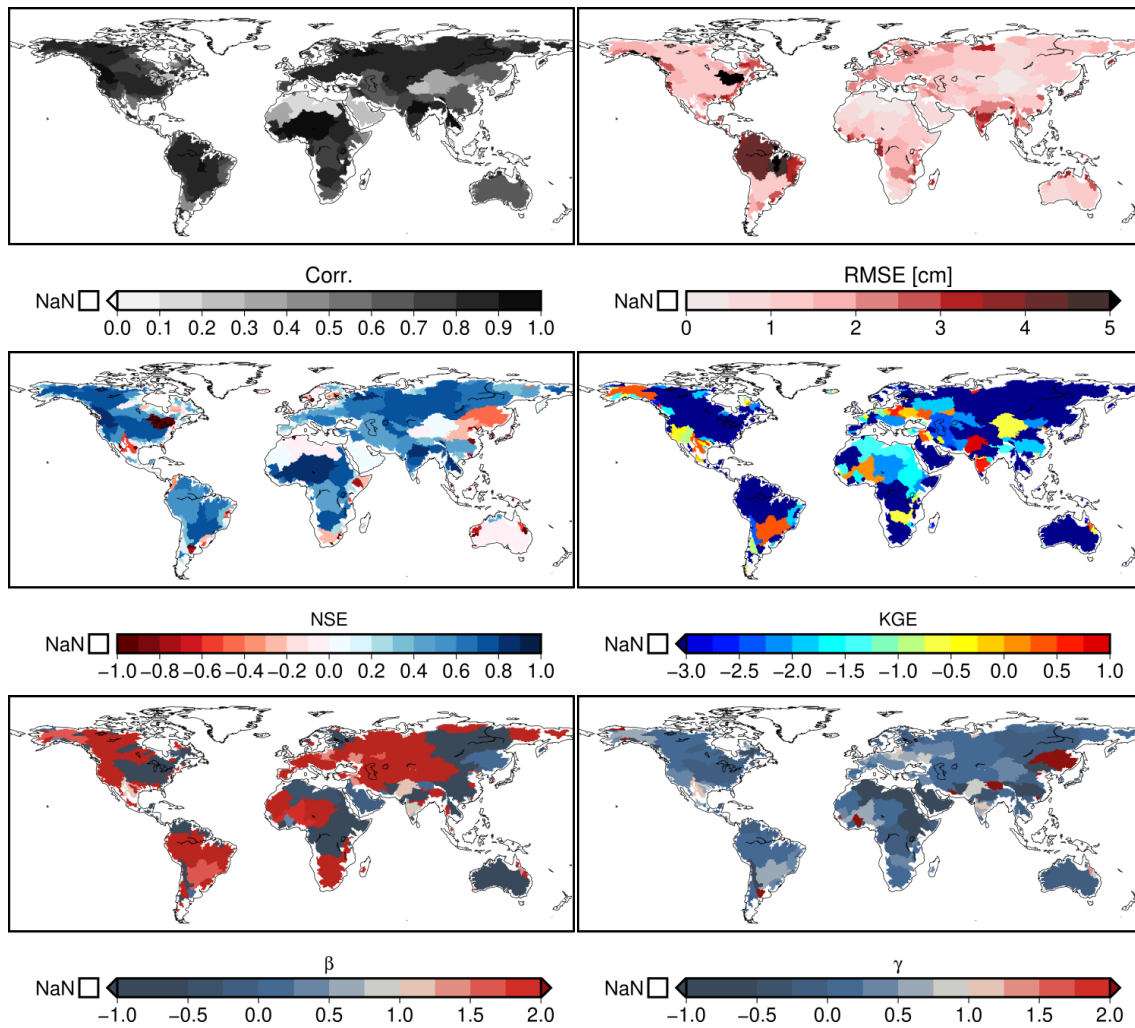 Corr.
NaN
0.0 0.1 0.2 0.3 0.4 0.5 0.6 0.7 0.8 0.9 1.0
RMSE [cm]
NaN
0 1 2 3 4 5
NSE
NaN
−1.0 −0.8 −0.6 −0.4 −0.2 0.0 0.2 0.4 0.6 0.8 1.0
KGE
NaN
−3.0 −2.5 −2.0 −1.5 −1.0 −0.5 0.0 0.5 1.0
β
NaN
−1.0 −0.5 0.0 0.5 1.0 1.5 2.0
γ
NaN
−1.0 −0.5 0.0 0.5 1.0 1.5 2.0